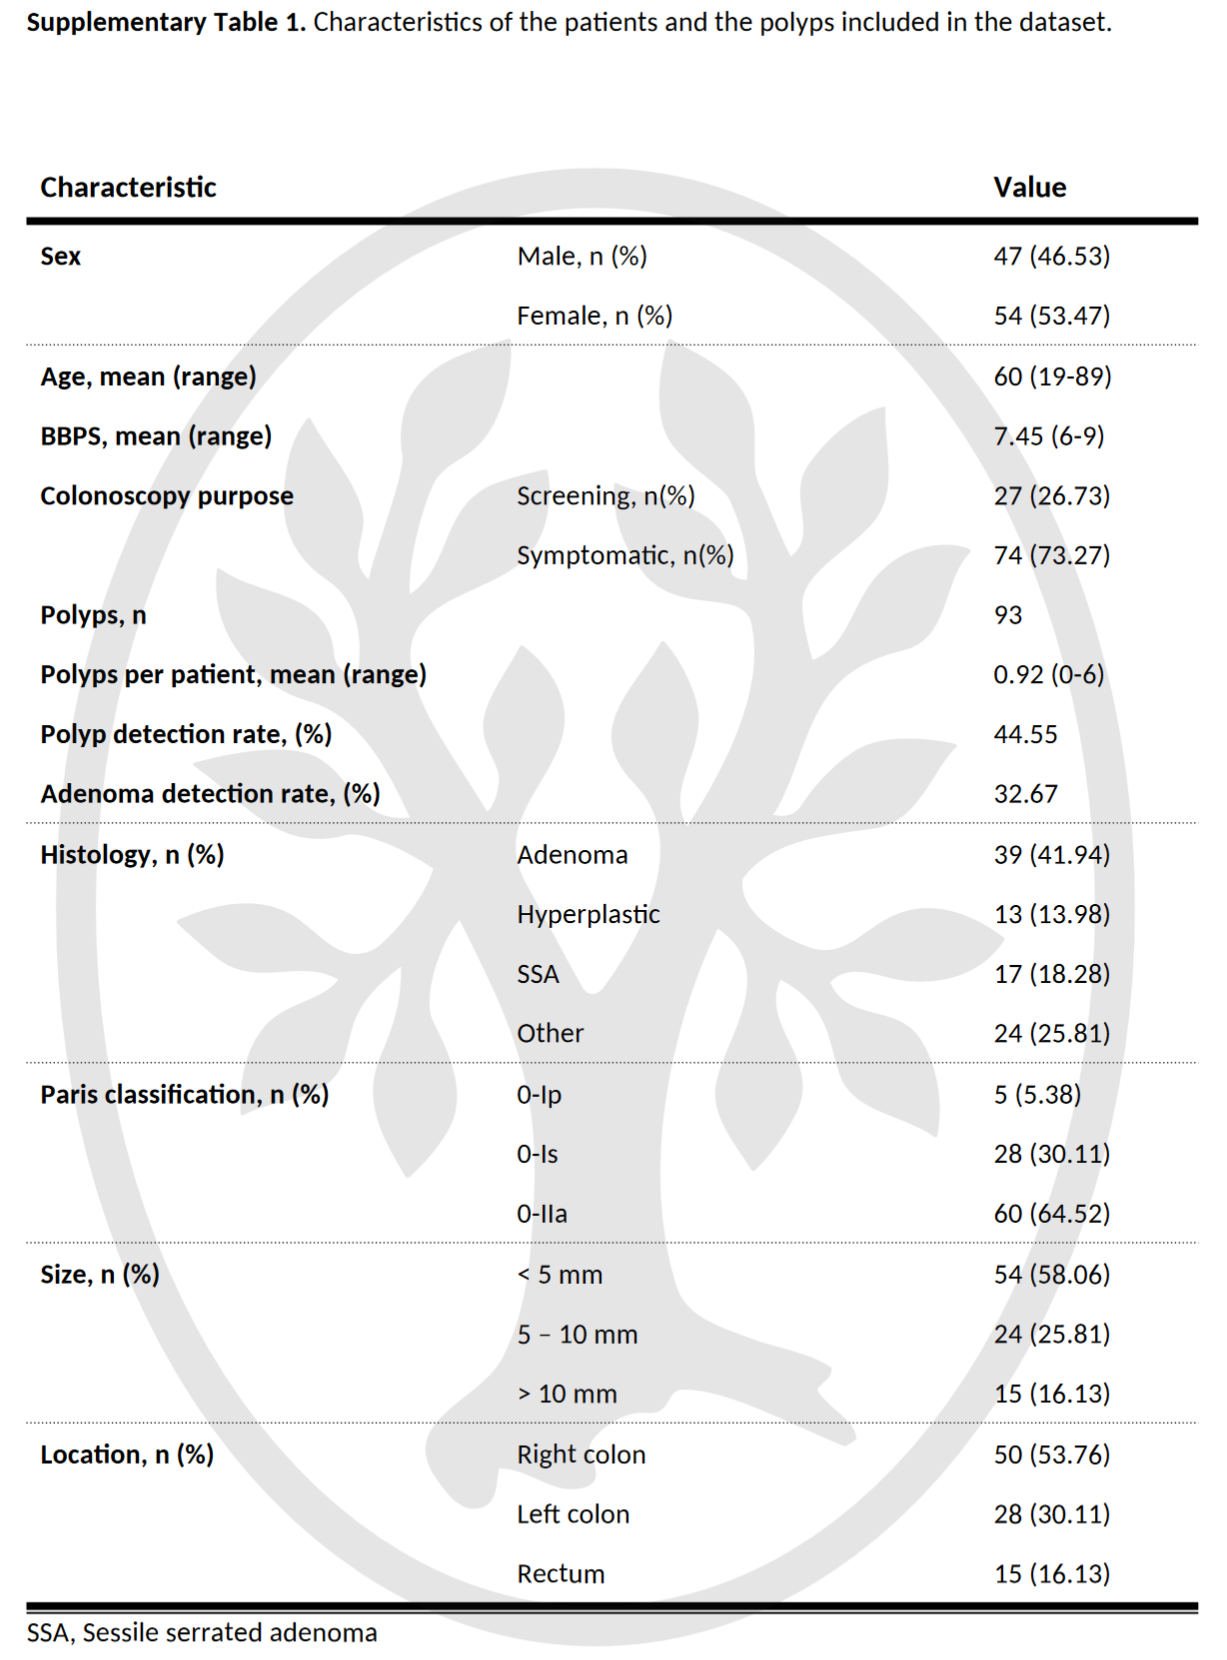 Supplementary Table 1. Characteristics of the patients and the polyps included in the dataset.
Characteristic Value
Sex Male, n (%) 47 (46.53)
Female, n (%) 54 (53.47)
Age, mean (range) 60 (19-89)
BBPS, mean (range) 7.45 (6-9)
Colonoscopy purpose Screening, n(%) 27 (26.73)
Symptomatic, n(%) 74 (73.27)
Polyps, n 93
Polyps per patient, mean (range) 0.92 (0-6)
Polyp detection rate, (%) 44.55
Adenoma detection rate, (%) 32.67
Histology, n (%) Adenoma 39 (41.94)
Hyperplastic 13 (13.98)
SSA 17 (18.28)
Other 24 (25.81)
Paris classification, n (%) 0-Ip 5 (5.38)
0-Is 28 (30.11)
0-IIa 60 (64.52)
Size, n (%) < 5 mm 54 (58.06)
5 – 10 mm 24 (25.81)
> 10 mm 15 (16.13)
Location, n (%) Right colon 50 (53.76)
Left colon 28 (30.11)
Rectum 15 (16.13)
SSA, Sessile serrated adenoma